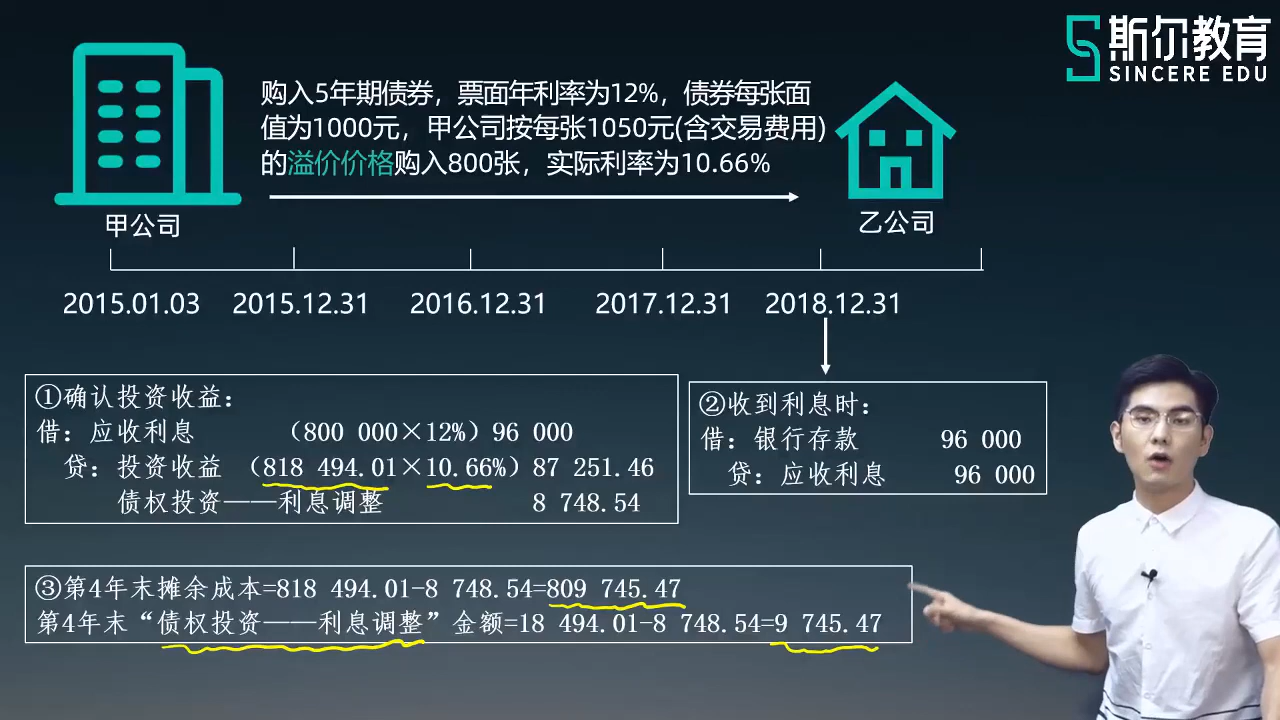 斯尔教育
SINCERE EDU
购入5年期债券，票面年利率为12%，债券每张面
值为1000元，甲公司按每张1050元(含交易费用)
的溢价价格购入800张，实际利率为10.66%
甲公司
乙公司
2015.01.03 2015.12.31 2016.12.31 2017.12.31 2018.12.31
①确认投资收益：
借：应收利息 （800 000×12%）96 000
贷：投资收益 （818 494.01×10.66%）87 251.46
债权投资——利息调整 8 748.54
②收到利息时：
借：银行存款 96 000
贷：应收利息 96 000
③第4年末摊余成本=818 494.01-8 748.54=809 745.47
第4年末“债权投资——利息调整”金额=18 494.01-8 748.54=9 745.47